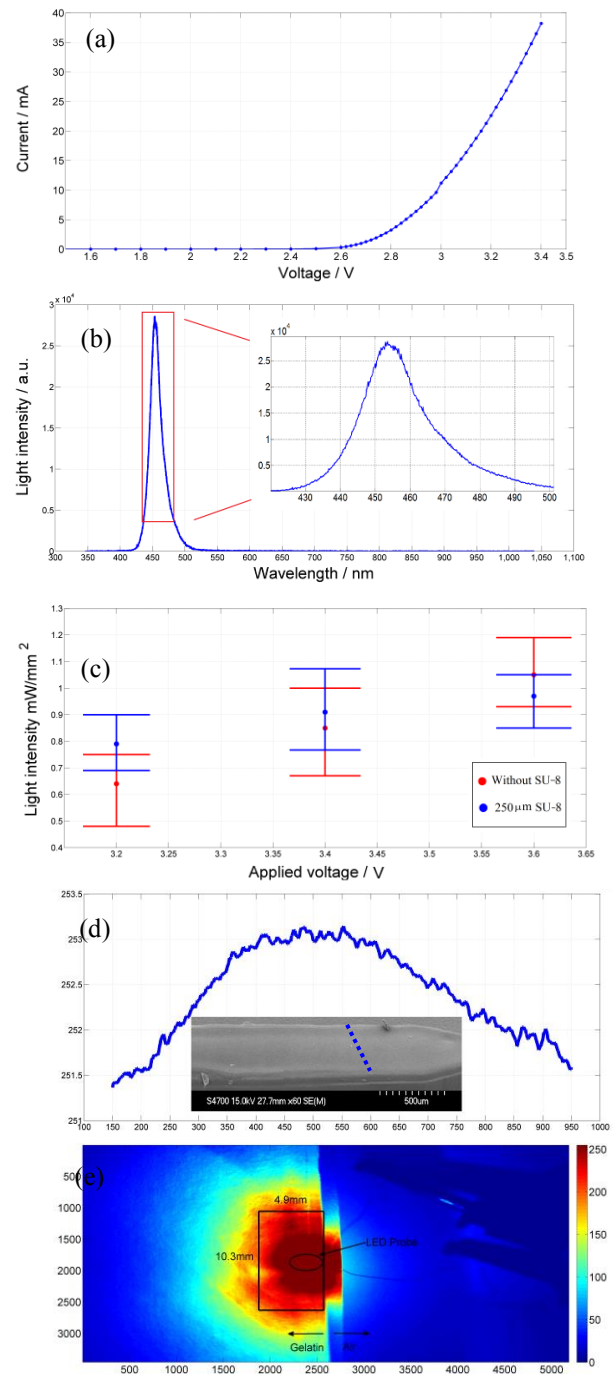 (a)
40
35
30
25
20
15
10
5
0
Current / mA
1.6 1.8 2 2.2 2.4 2.6 2.8 3 3.2 3.4 3.5
Voltage / V
(b)
x 10⁴
3
2.5
2
1.5
1
0.5
0
Light intensity / a.u.
x 10⁴
2.5
2
1.5
1
0.5
430 440 450 460 470 480 490 500
300 350 400 450 500 550 600 650 700 750 800 850 900 950 1,000 1,050 1,100
Wavelength / nm
(c)
1.3
1.2
1.1
1
0.9
0.8
0.7
0.6
0.5
0.4
Light intensity mW/mm²
Without SU-8
250μm SU-8
3.2 3.25 3.3 3.35 3.4 3.45 3.5 3.55 3.6 3.65
Applied voltage / V
(d)
253.5
253
252.5
252
251.5
251
S4700 15.0kV 27.7mm x60 SE(M)
500um
100 150 200 250 300 350 400 450 500 550 600 650 700 750 800 850 900 950 1000
(e)
500
1000
1500
2000
2500
3000
4.9mm
10.3mm
LED Probe
Gelatin Air
500 1000 1500 2000 2500 3000 3500 4000 4500 5000
250
200
150
100
50
0